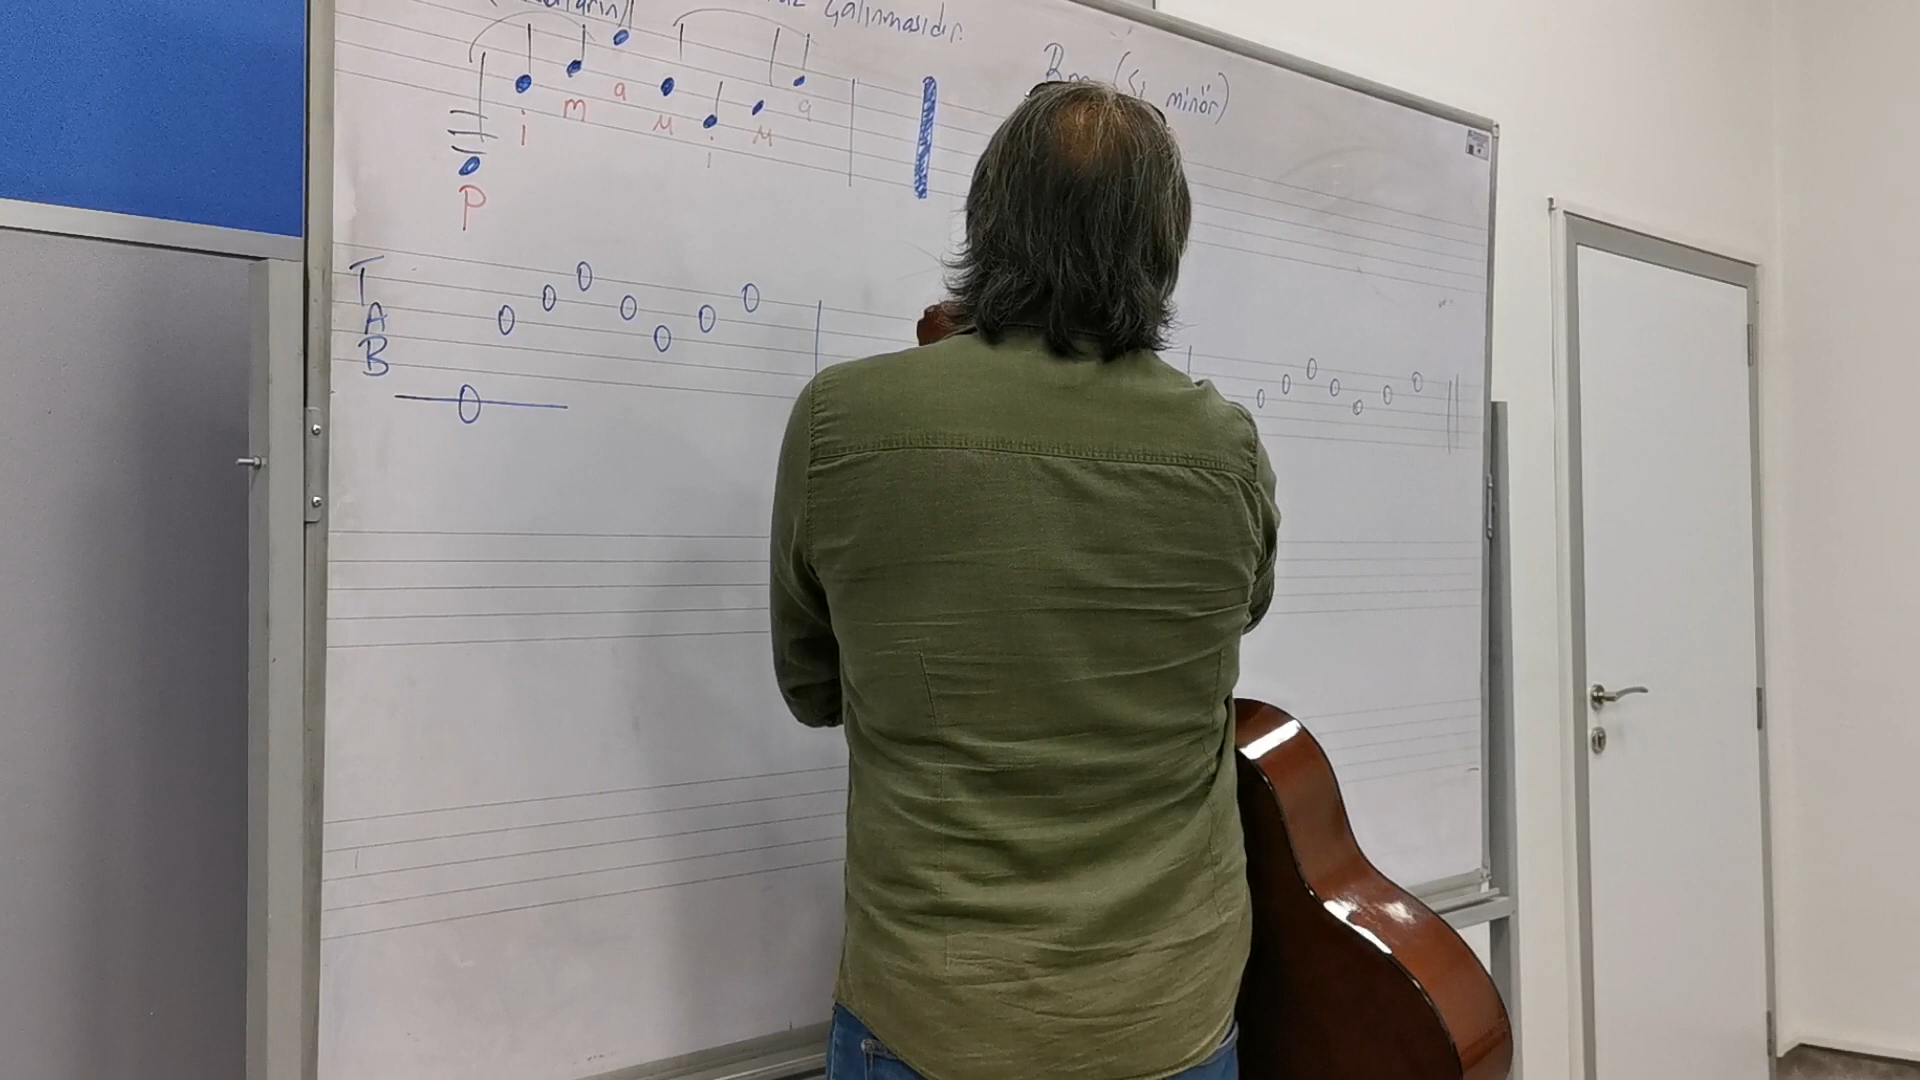 çalınmasıdır.
Bm (Si minör)
i m a m i m a
P
T
A
B
0 0 0 0 0 0 0
0 0 0 0 0 0 0
0